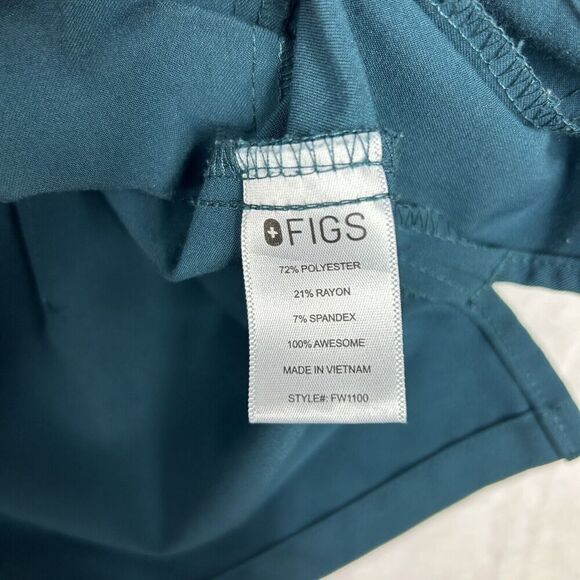 FIGS
72% POLYESTER
21% RAYON
7% SPANDEX
100% AWESOME
MADE IN VIETNAM
STYLE#: FW1100